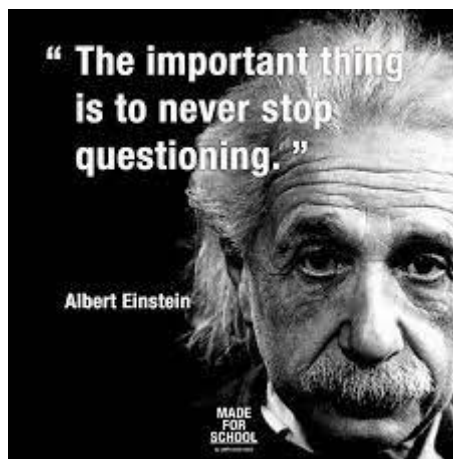 “ The important thing
is to never stop
questioning. ”
Albert Einstein
MADE
FOR
SCHOOL